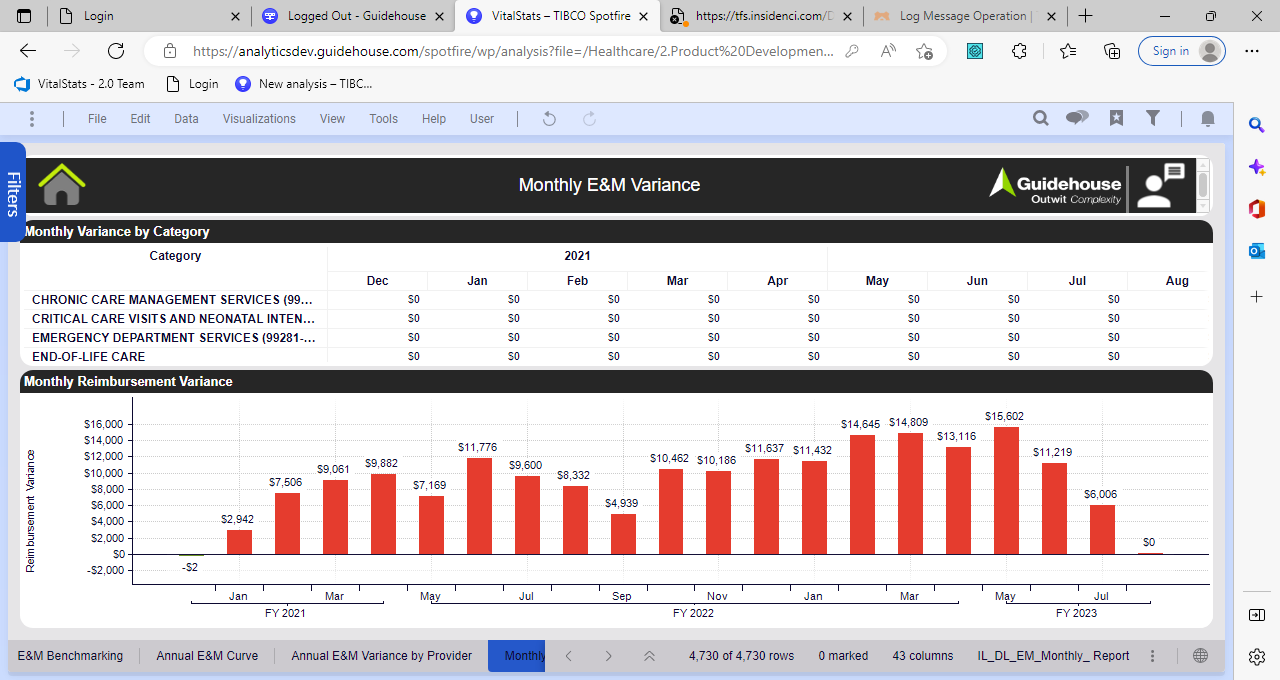 Login
Logged Out - Guidehouse
VitalStats – TIBCO Spotfire
https://tfs.insidenci.com/D
Log Message Operation |
https://analyticsdev.guidehouse.com/spotfire/wp/analysis?file=/Healthcare/2.Product%20Developmen...
Sign in
VitalStats - 2.0 Team
Login
New analysis – TIBC...
File Edit Data Visualizations View Tools Help User
Filters
Monthly E&M Variance
Guidehouse
Outwit Complexity
Monthly Variance by Category
Category 2021
Dec Jan Feb Mar Apr May Jun Jul Aug
CHRONIC CARE MANAGEMENT SERVICES (99... $0 $0 $0 $0 $0 $0 $0 $0
CRITICAL CARE VISITS AND NEONATAL INTEN... $0 $0 $0 $0 $0 $0 $0 $0
EMERGENCY DEPARTMENT SERVICES (99281-... $0 $0 $0 $0 $0 $0 $0 $0
END-OF-LIFE CARE $0 $0 $0 $0 $0 $0 $0 $0
Monthly Reimbursement Variance
Reimbursement Variance
$16,000
$14,000
$12,000
$10,000
$8,000
$6,000
$4,000
$2,000
$0
-$2,000
-$2 $2,942 $7,506 $9,061 $9,882 $7,169 $11,776 $9,600 $8,332 $4,939 $10,462 $10,186 $11,637 $11,432 $14,645 $14,809 $13,116 $15,602 $11,219 $6,006 $0
Jan Mar May Jul Sep Nov Jan Mar May Jul
FY 2021 FY 2022 FY 2023
E&M Benchmarking Annual E&M Curve Annual E&M Variance by Provider Monthly 4,730 of 4,730 rows 0 marked 43 columns IL_DL_EM_Monthly_ Report